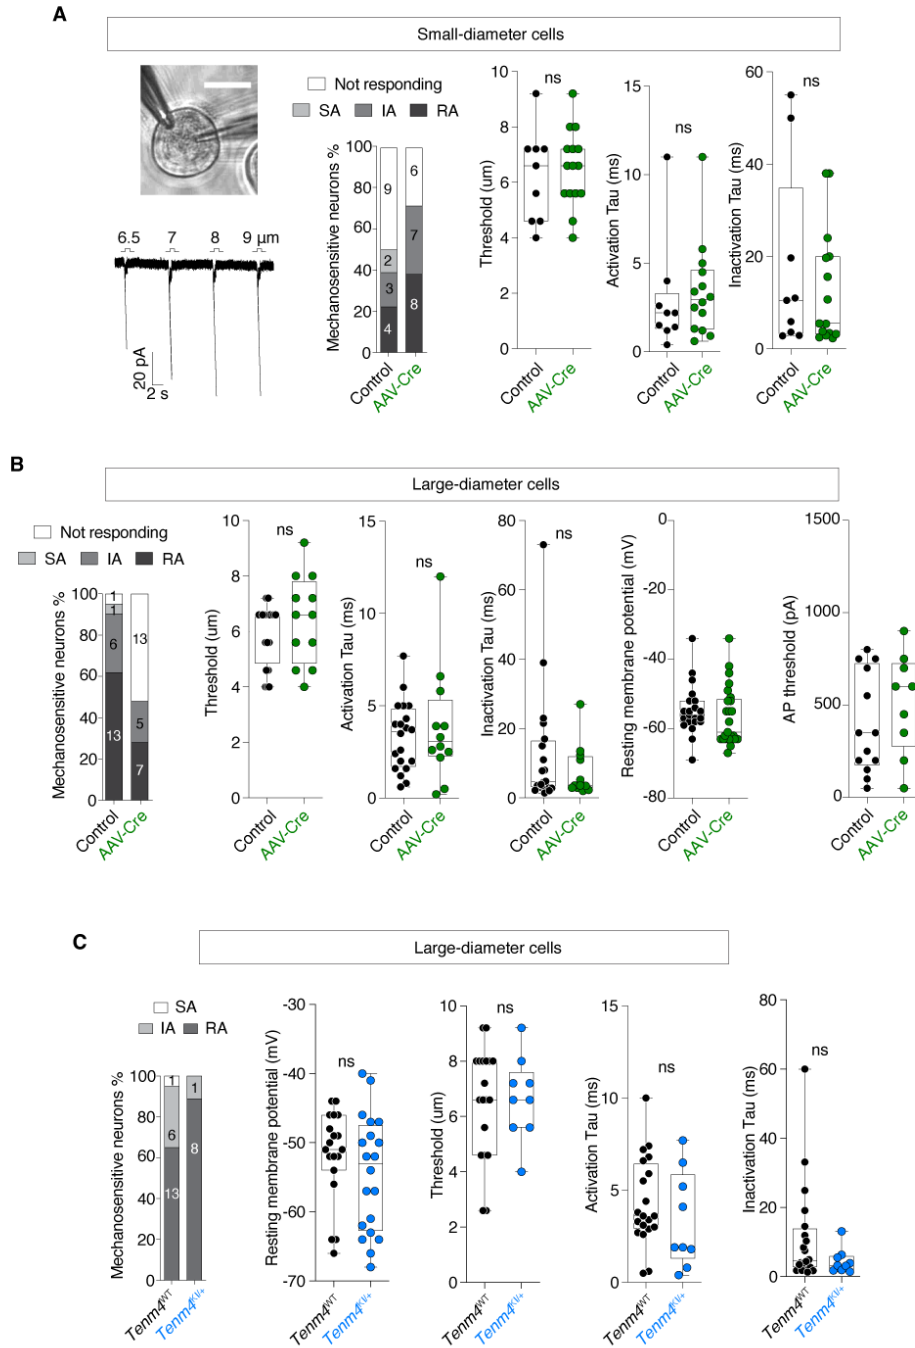 A
Small-diameter cells
Not responding
SA IA RA
Mechanosensitive neurons %
100
80
60
40
20
0
9
2
3
4
6
7
8
Control
AAV-Cre
6.5 7 8 9 µm
20 pA
2 s
Threshold (um)
10
8
6
4
2
0
ns
Control
AAV-Cre
Activation Tau (ms)
15
10
5
0
ns
Control
AAV-Cre
Inactivation Tau (ms)
60
40
20
0
ns
Control
AAV-Cre
B
Large-diameter cells
Not responding
SA IA RA
Mechanosensitive neurons %
100
80
60
40
20
0
1
1
6
13
13
5
7
Control
AAV-Cre
Threshold (um)
10
8
6
4
2
0
ns
Control
AAV-Cre
Activation Tau (ms)
15
10
5
0
ns
Control
AAV-Cre
Inactivation Tau (ms)
80
60
40
20
0
ns
Control
AAV-Cre
Resting membrane potential (mV)
0
-20
-40
-60
-80
Control
AAV-Cre
AP threshold (pA)
1500
1000
500
0
Control
AAV-Cre
C
Large-diameter cells
SA
IA RA
Mechanosensitive neurons %
100
80
60
40
20
0
1
6
13
1
8
Tenm4WT
Tenm4KI/+
Resting membrane potential (mV)
-30
-40
-50
-60
-70
ns
Tenm4WT
Tenm4KI/+
Threshold (um)
10
8
6
4
2
0
ns
Tenm4WT
Tenm4KI/+
Activation Tau (ms)
15
10
5
0
ns
Tenm4WT
Tenm4KI/+
Inactivation Tau (ms)
80
60
40
20
0
ns
Tenm4WT
Tenm4KI/+